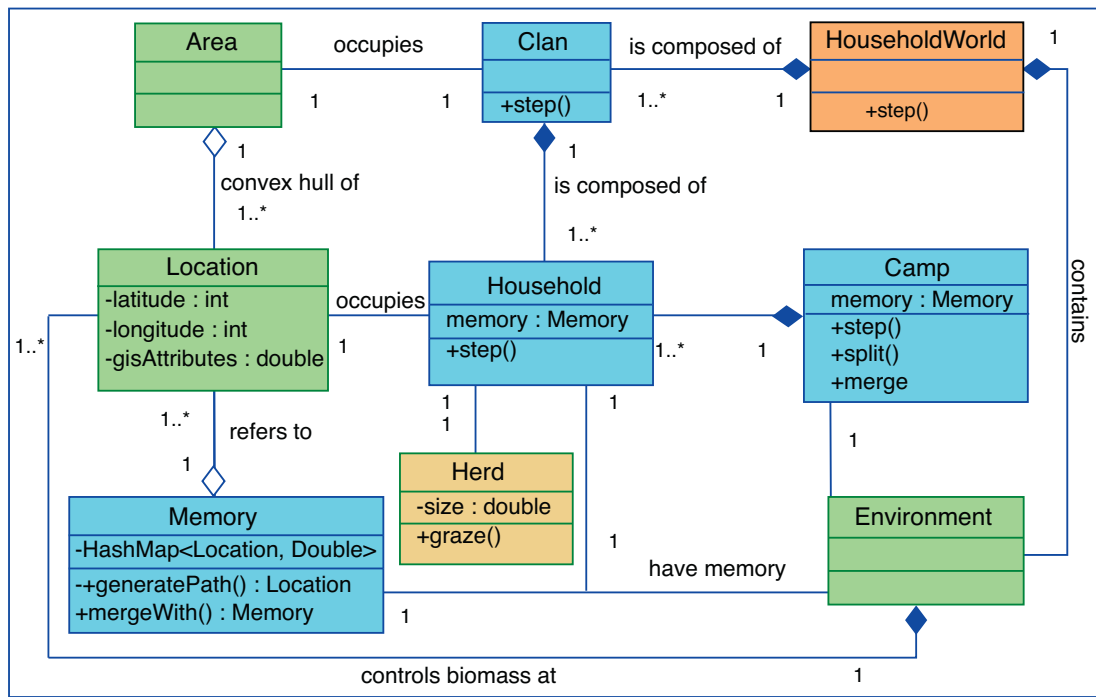 Area
occupies
Clan
is composed of
HouseholdWorld
1
1
1
+step()
1..*
1
+step()
1
1
convex hull of
is composed of
1..*
1..*
contains
Location
-latitude : int
-longitude : int
-gisAttributes : double
occupies
1
Household
memory : Memory
+step()
1..*
1
Camp
memory : Memory
+step()
+split()
+merge
1..*
1..*
refers to
1
1
1
1
1
Herd
-size : double
+graze()
Memory
-HashMap<Location, Double>
-+generatePath() : Location
+mergeWith() : Memory
1
1
have memory
Environment
controls biomass at
1